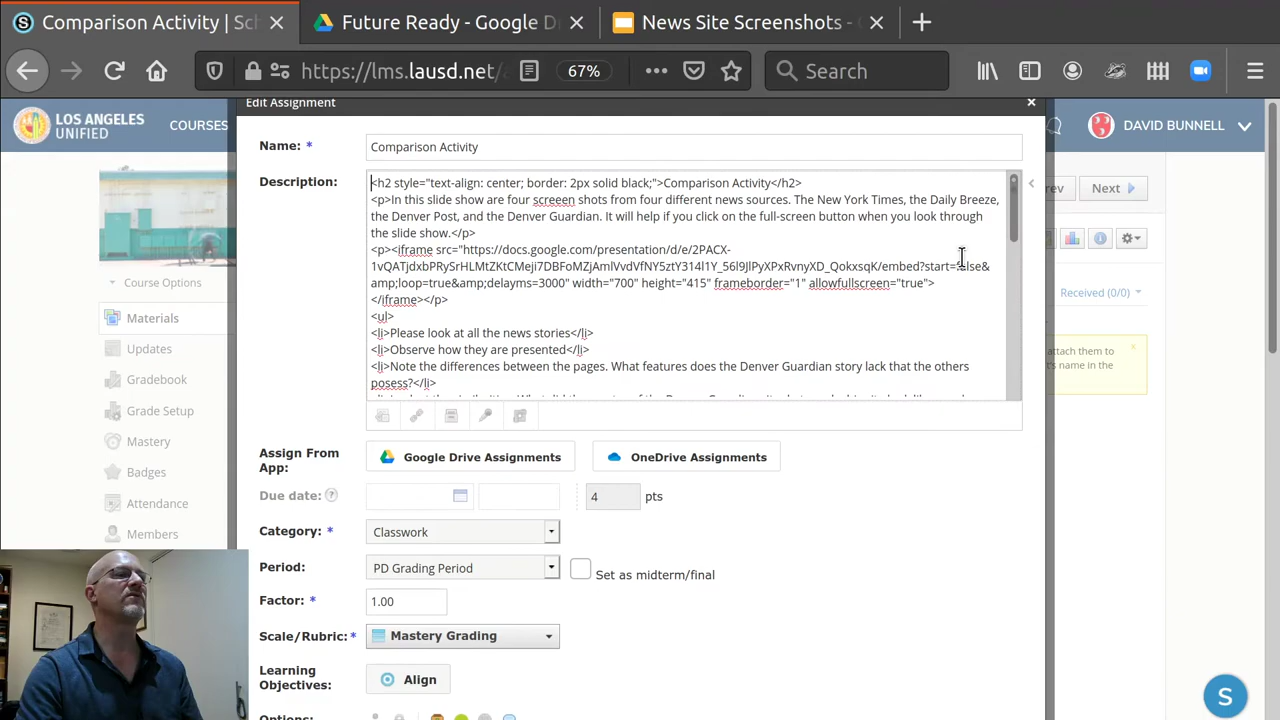 Comparison Activity | Sch
Future Ready - Google D
News Site Screenshots -
https://lms.lausd.net/
67%
Search
LOS ANGELES
UNIFIED
COURSES
Edit Assignment
DAVID BUNNELL
Name: *
Comparison Activity
Description:
<h2 style="text-align: center; border: 2px solid black;">Comparison Activity</h2>
<p>In this slide show are four screeen shots from four different news sources. The New York Times, the Daily Breeze,
the Denver Post, and the Denver Guardian. It will help if you click on the full-screen button when you look through
the slide show.</p>
<p><iframe src="https://docs.google.com/presentation/d/e/2PACX-
1vQATjdxbPRySrHLMtZKtCMeji7DBFoMZjAmlVvdVfNY5ztY314l1Y_56l9JlPyXPxRvnyXD_QokxsqK/embed?start=false&
amp;loop=true&amp;delayms=3000" width="700" height="415" frameborder="1" allowfullscreen="true">
</iframe></p>
<ul>
<li>Please look at all the news stories</li>
<li>Observe how they are presented</li>
<li>Note the differences between the pages. What features does the Denver Guardian story lack that the others
posess?</li>
Next
Received (0/0)
attach them to
t's name in the
Course Options
Materials
Updates
Gradebook
Grade Setup
Mastery
Badges
Attendance
Members
Assign From
App:
Google Drive Assignments
OneDrive Assignments
Due date:
4 pts
Category: *
Classwork
Period:
PD Grading Period
Set as midterm/final
Factor: *
1.00
Scale/Rubric: *
Mastery Grading
Learning
Objectives:
Align
Options:
S